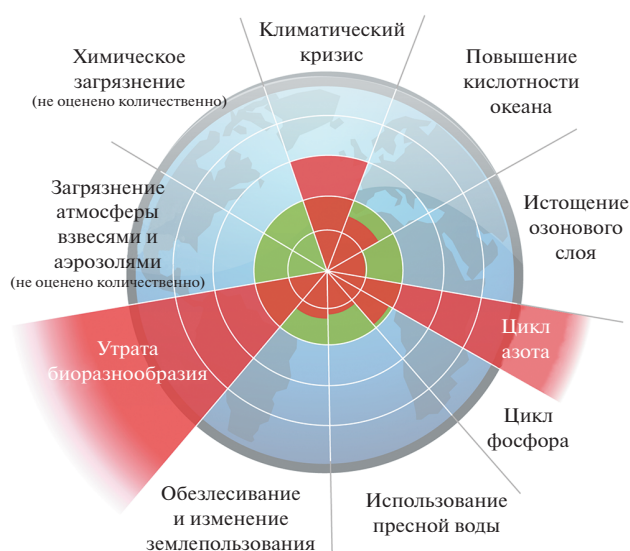 Климатический
кризис
Повышение
кислотности
океана
Истощение
озонового
слоя
Цикл
азота
Цикл
фосфора
Использование
пресной воды
Обезлесивание
и изменение
землепользования
Утрата
биоразнообразия
Загрязнение
атмосферы
взвесями и
аэрозолями
(не оценено количественно)
Химическое
загрязнение
(не оценено количественно)